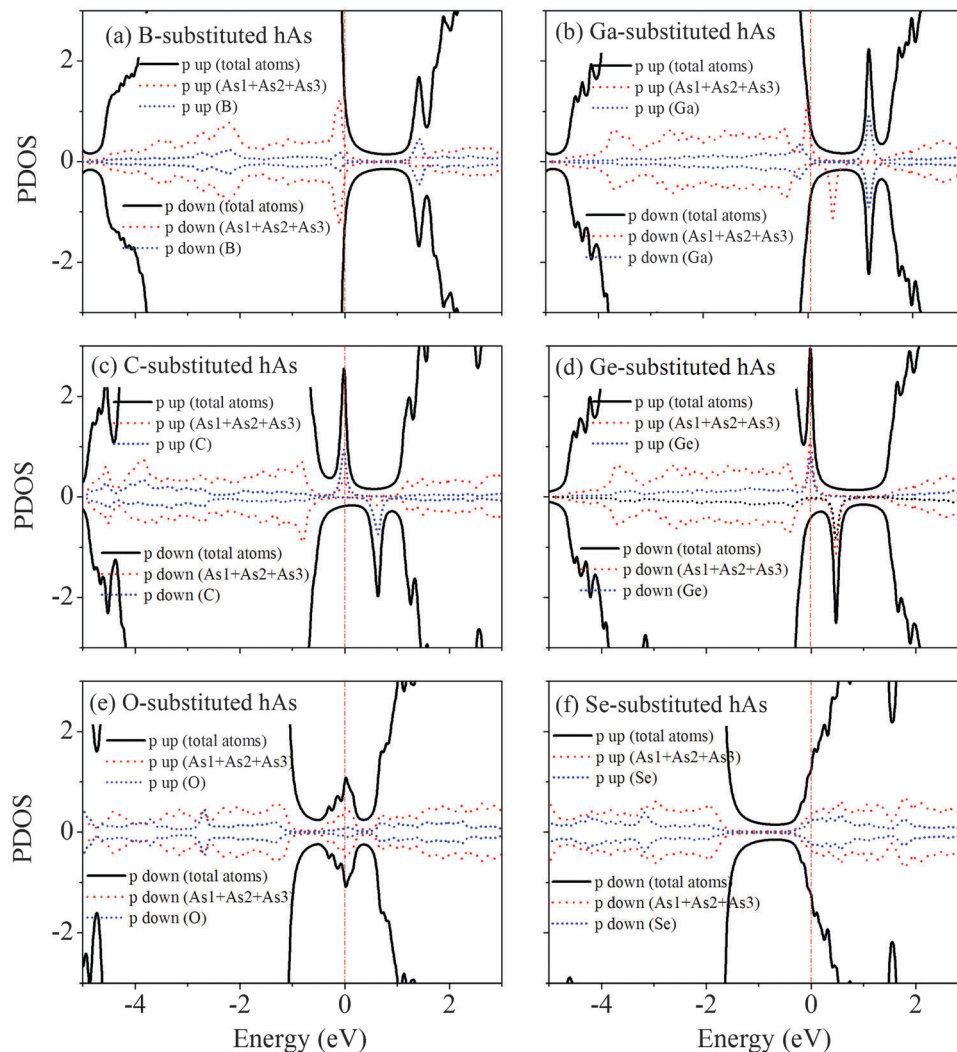 (a) B-substituted hAs
p up (total atoms)
p up (As1+As2+As3)
p up (B)
p down (total atoms)
p down (As1+As2+As3)
p down (B)
2
0
-2
PDOS
(b) Ga-substituted hAs
p up (total atoms)
p up (As1+As2+As3)
p up (Ga)
p down (total atoms)
p down (As1+As2+As3)
p down (Ga)
(c) C-substituted hAs
p up (total atoms)
p up (As1+As2+As3)
p up (C)
p down (total atoms)
p down (As1+As2+As3)
p down (C)
2
0
-2
PDOS
(d) Ge-substituted hAs
p up (total atoms)
p up (As1+As2+As3)
p up (Ge)
p down (total atoms)
p down (As1+As2+As3)
p down (Ge)
(e) O-substituted hAs
p up (total atoms)
p up (As1+As2+As3)
p up (O)
p down (total atoms)
p down (As1+As2+As3)
p down (O)
2
0
-2
PDOS
-4 -2 0 2
Energy (eV)
(f) Se-substituted hAs
p up (total atoms)
p up (As1+As2+As3)
p up (Se)
p down (total atoms)
p down (As1+As2+As3)
p down (Se)
-4 -2 0 2
Energy (eV)